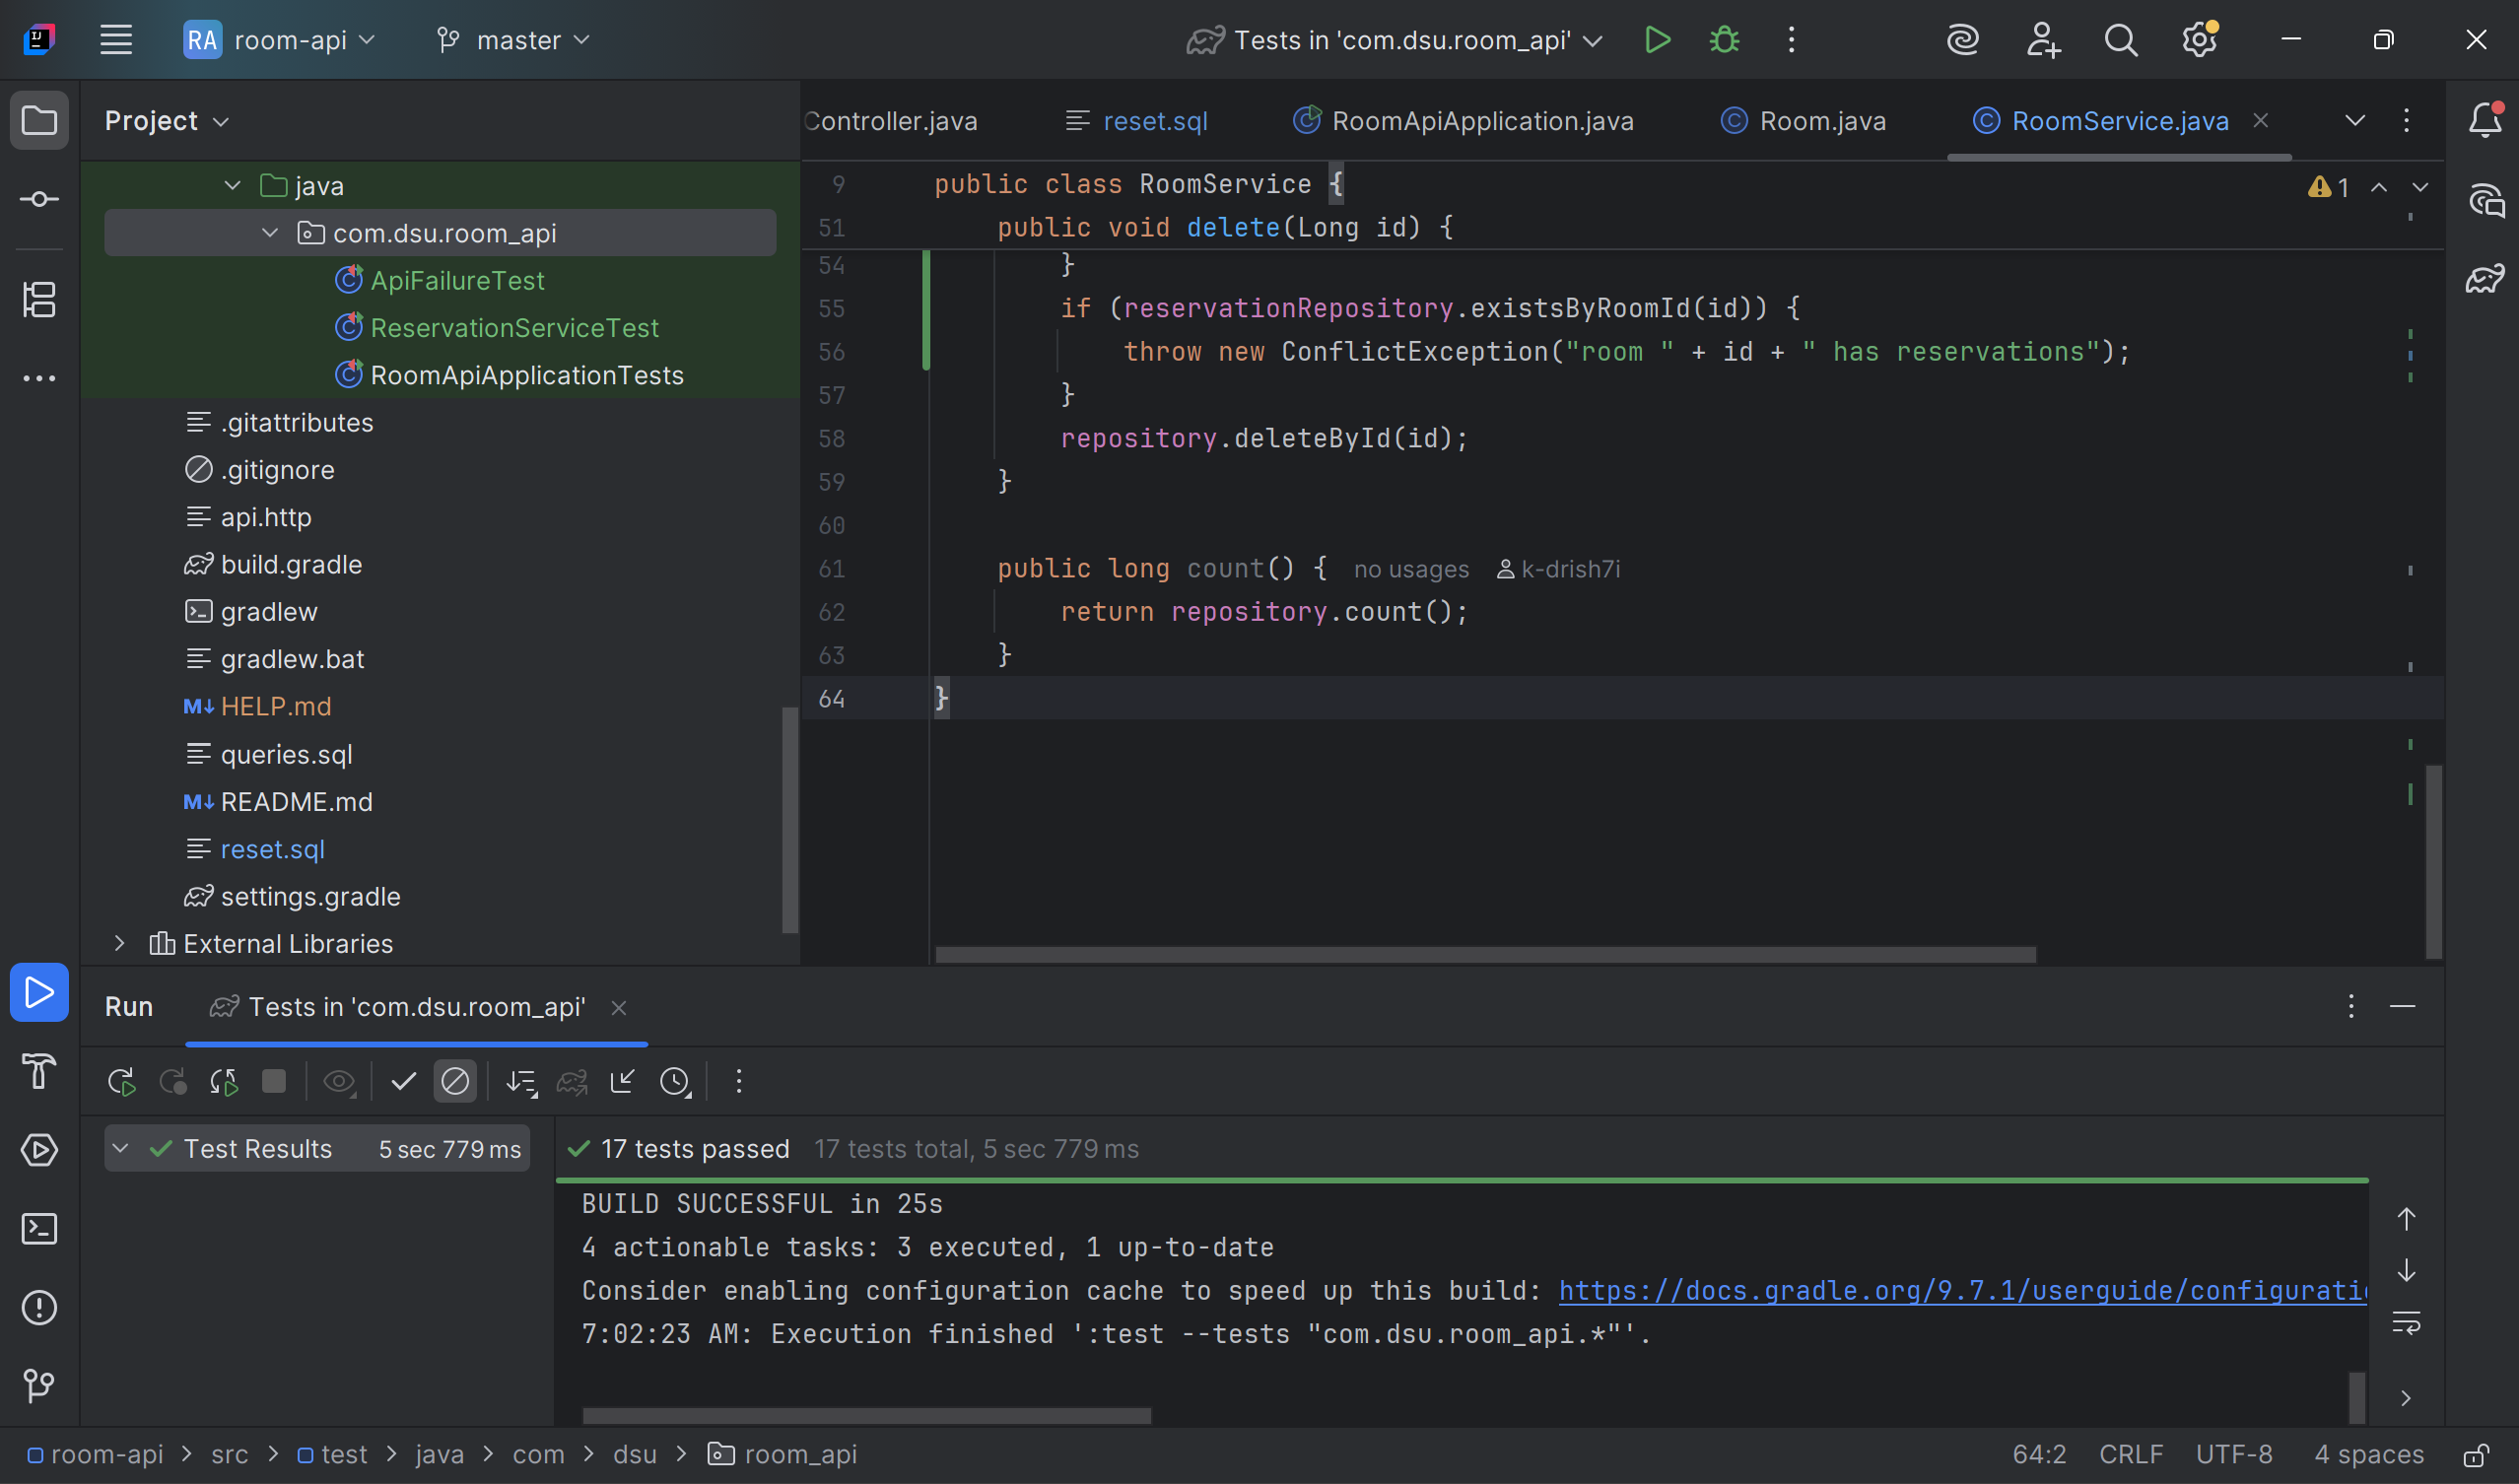 RA room-api master Tests in 'com.dsu.room_api'
Project
Controller.java reset.sql RoomApiApplication.java Room.java RoomService.java
java
com.dsu.room_api
ApiFailureTest
ReservationServiceTest
RoomApiApplicationTests
.gitattributes
.gitignore
api.http
build.gradle
gradlew
gradlew.bat
M↓ HELP.md
queries.sql
M↓ README.md
reset.sql
settings.gradle
External Libraries
9 public class RoomService {
1
51 public void delete(Long id) {
54 }
55 if (reservationRepository.existsByRoomId(id)) {
56 throw new ConflictException("room " + id + " has reservations");
57 }
58 repository.deleteById(id);
59 }
60
61 public long count() { no usages k-drish7i
62 return repository.count();
63 }
64 }
Run Tests in 'com.dsu.room_api'
Test Results 5 sec 779 ms
17 tests passed 17 tests total, 5 sec 779 ms
BUILD SUCCESSFUL in 25s
4 actionable tasks: 3 executed, 1 up-to-date
Consider enabling configuration cache to speed up this build: https://docs.gradle.org/9.7.1/userguide/configurati
7:02:23 AM: Execution finished ':test --tests "com.dsu.room_api.*"'.
room-api > src > test > java > com > dsu > room_api
64:2 CRLF UTF-8 4 spaces